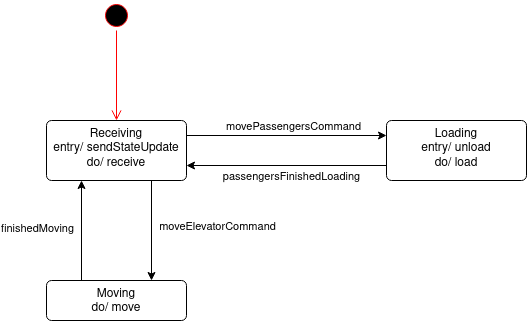 Receiving
entry/ sendStateUpdate
do/ receive
movePassengersCommand
Loading
entry/ unload
do/ load
passengersFinishedLoading
finishedMoving
moveElevatorCommand
Moving
do/ move